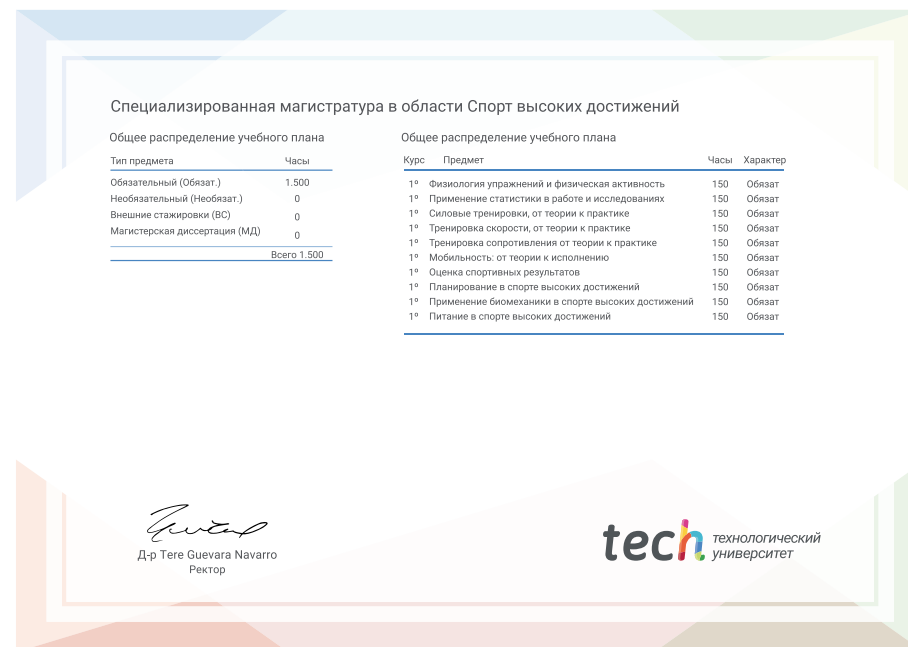 Специализированная магистратура в области Спорт высоких достижений
Общее распределение учебного плана
Тип предмета Часы
Обязательный (Обязат.) 1.500
Необязательный (Необязат.) 0
Внешние стажировки (ВС) 0
Магистерская диссертация (МД) 0
Всего 1.500
Общее распределение учебного плана
Курс Предмет Часы Характер
1º Физиология упражнений и физическая активность 150 Обязат
1º Применение статистики в работе и исследованиях 150 Обязат
1º Силовые тренировки, от теории к практике 150 Обязат
1º Тренировка скорости, от теории к практике 150 Обязат
1º Тренировка сопротивления от теории к практике 150 Обязат
1º Мобильность: от теории к исполнению 150 Обязат
1º Оценка спортивных результатов 150 Обязат
1º Планирование в спорте высоких достижений 150 Обязат
1º Применение биомеханики в спорте высоких достижений 150 Обязат
1º Питание в спорте высоких достижений 150 Обязат
Д-р Tere Guevara Navarro
Ректор
tech технологический
университет